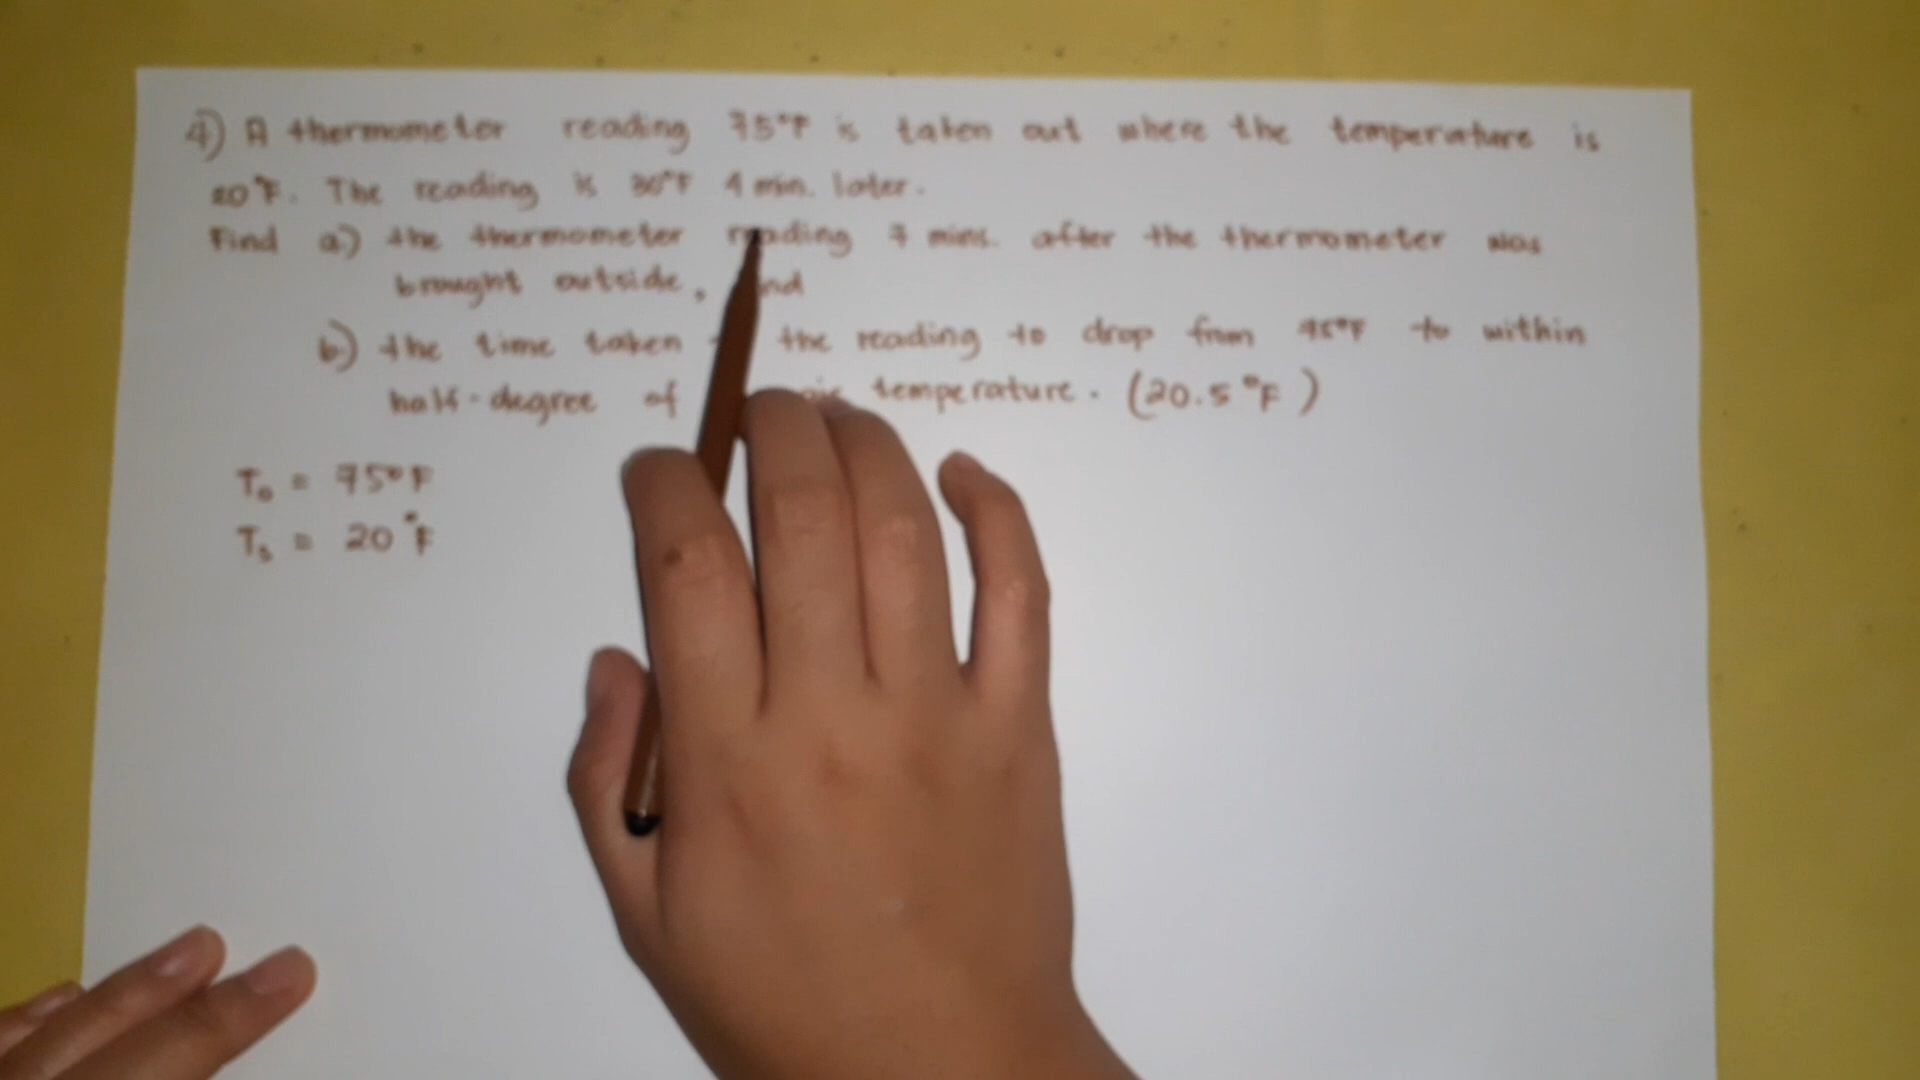 4) A thermometer reading 75°F is taken out where the temperature is
20°F. The reading is 30°F 4 min. later.
Find a) the thermometer reading 7 mins. after the thermometer was
brought outside, and
b) the time taken the reading to drop from 75°F to within
half-degree of air temperature. (20.5°F)
T₀ = 75°F
Tₛ = 20°F